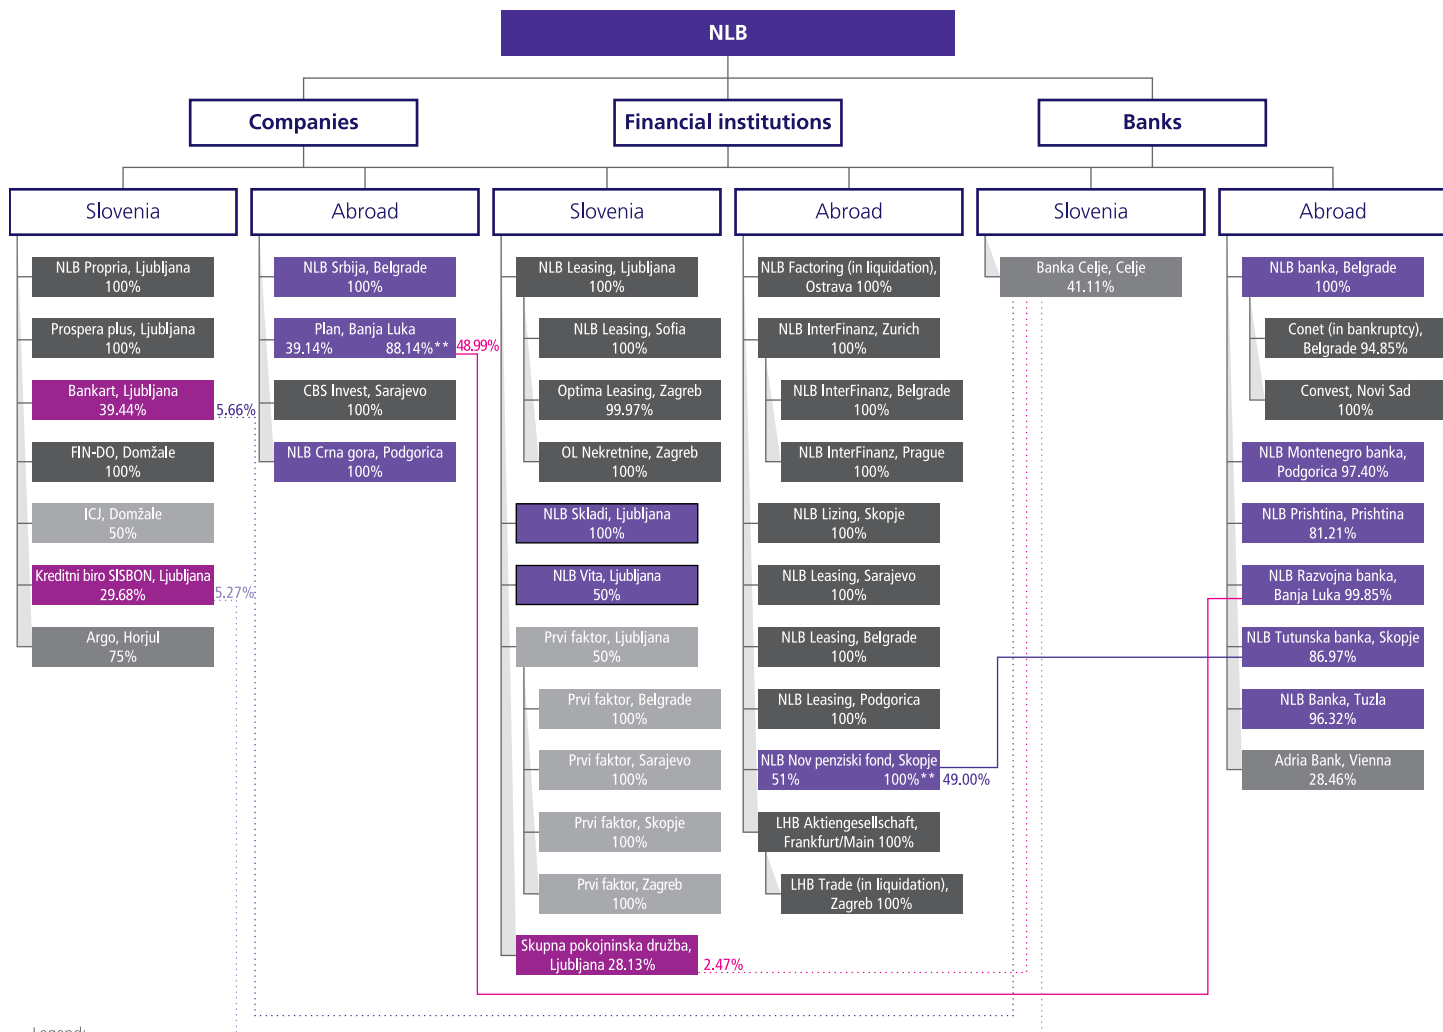 NLB
Companies
Financial institutions
Banks
Slovenia
Abroad
Slovenia
Abroad
Slovenia
Abroad
NLB Propria, Ljubljana
100%
Prospera plus, Ljubljana
100%
Bankart, Ljubljana
39.44%
5.66%
FIN-DO, Domžale
100%
ICJ, Domžale
50%
Kreditni biro SISBON, Ljubljana
29.68%
5.27%
Argo, Horjul
75%
NLB Srbija, Belgrade
100%
Plan, Banja Luka
39.14% 88.14%**
48.99%
CBS Invest, Sarajevo
100%
NLB Crna gora, Podgorica
100%
NLB Leasing, Ljubljana
100%
NLB Leasing, Sofia
100%
Optima Leasing, Zagreb
99.97%
OL Nekretnine, Zagreb
100%
NLB Skladi, Ljubljana
100%
NLB Vita, Ljubljana
50%
Prvi faktor, Ljubljana
50%
Prvi faktor, Belgrade
100%
Prvi faktor, Sarajevo
100%
Prvi faktor, Skopje
100%
Prvi faktor, Zagreb
100%
Skupna pokojninska družba,
Ljubljana 28.13%
2.47%
NLB Factoring (in liquidation),
Ostrava 100%
NLB InterFinanz, Zurich
100%
NLB InterFinanz, Belgrade
100%
NLB InterFinanz, Prague
100%
NLB Lizing, Skopje
100%
NLB Leasing, Sarajevo
100%
NLB Leasing, Belgrade
100%
NLB Leasing, Podgorica
100%
NLB Nov penziski fond, Skopje
51% 100%**
49.00%
LHB Aktiengesellschaft,
Frankfurt/Main 100%
LHB Trade (in liquidation),
Zagreb 100%
Banka Celje, Celje
41.11%
NLB banka, Belgrade
100%
Conet (in bankruptcy),
Belgrade 94.85%
Convest, Novi Sad
100%
NLB Montenegro banka,
Podgorica 97.40%
NLB Prishtina, Prishtina
81.21%
NLB Razvojna banka,
Banja Luka 99.85%
NLB Tutunska banka, Skopje
86.97%
NLB Banka, Tuzla
96.32%
Adria Bank, Vienna
28.46%
Legend: